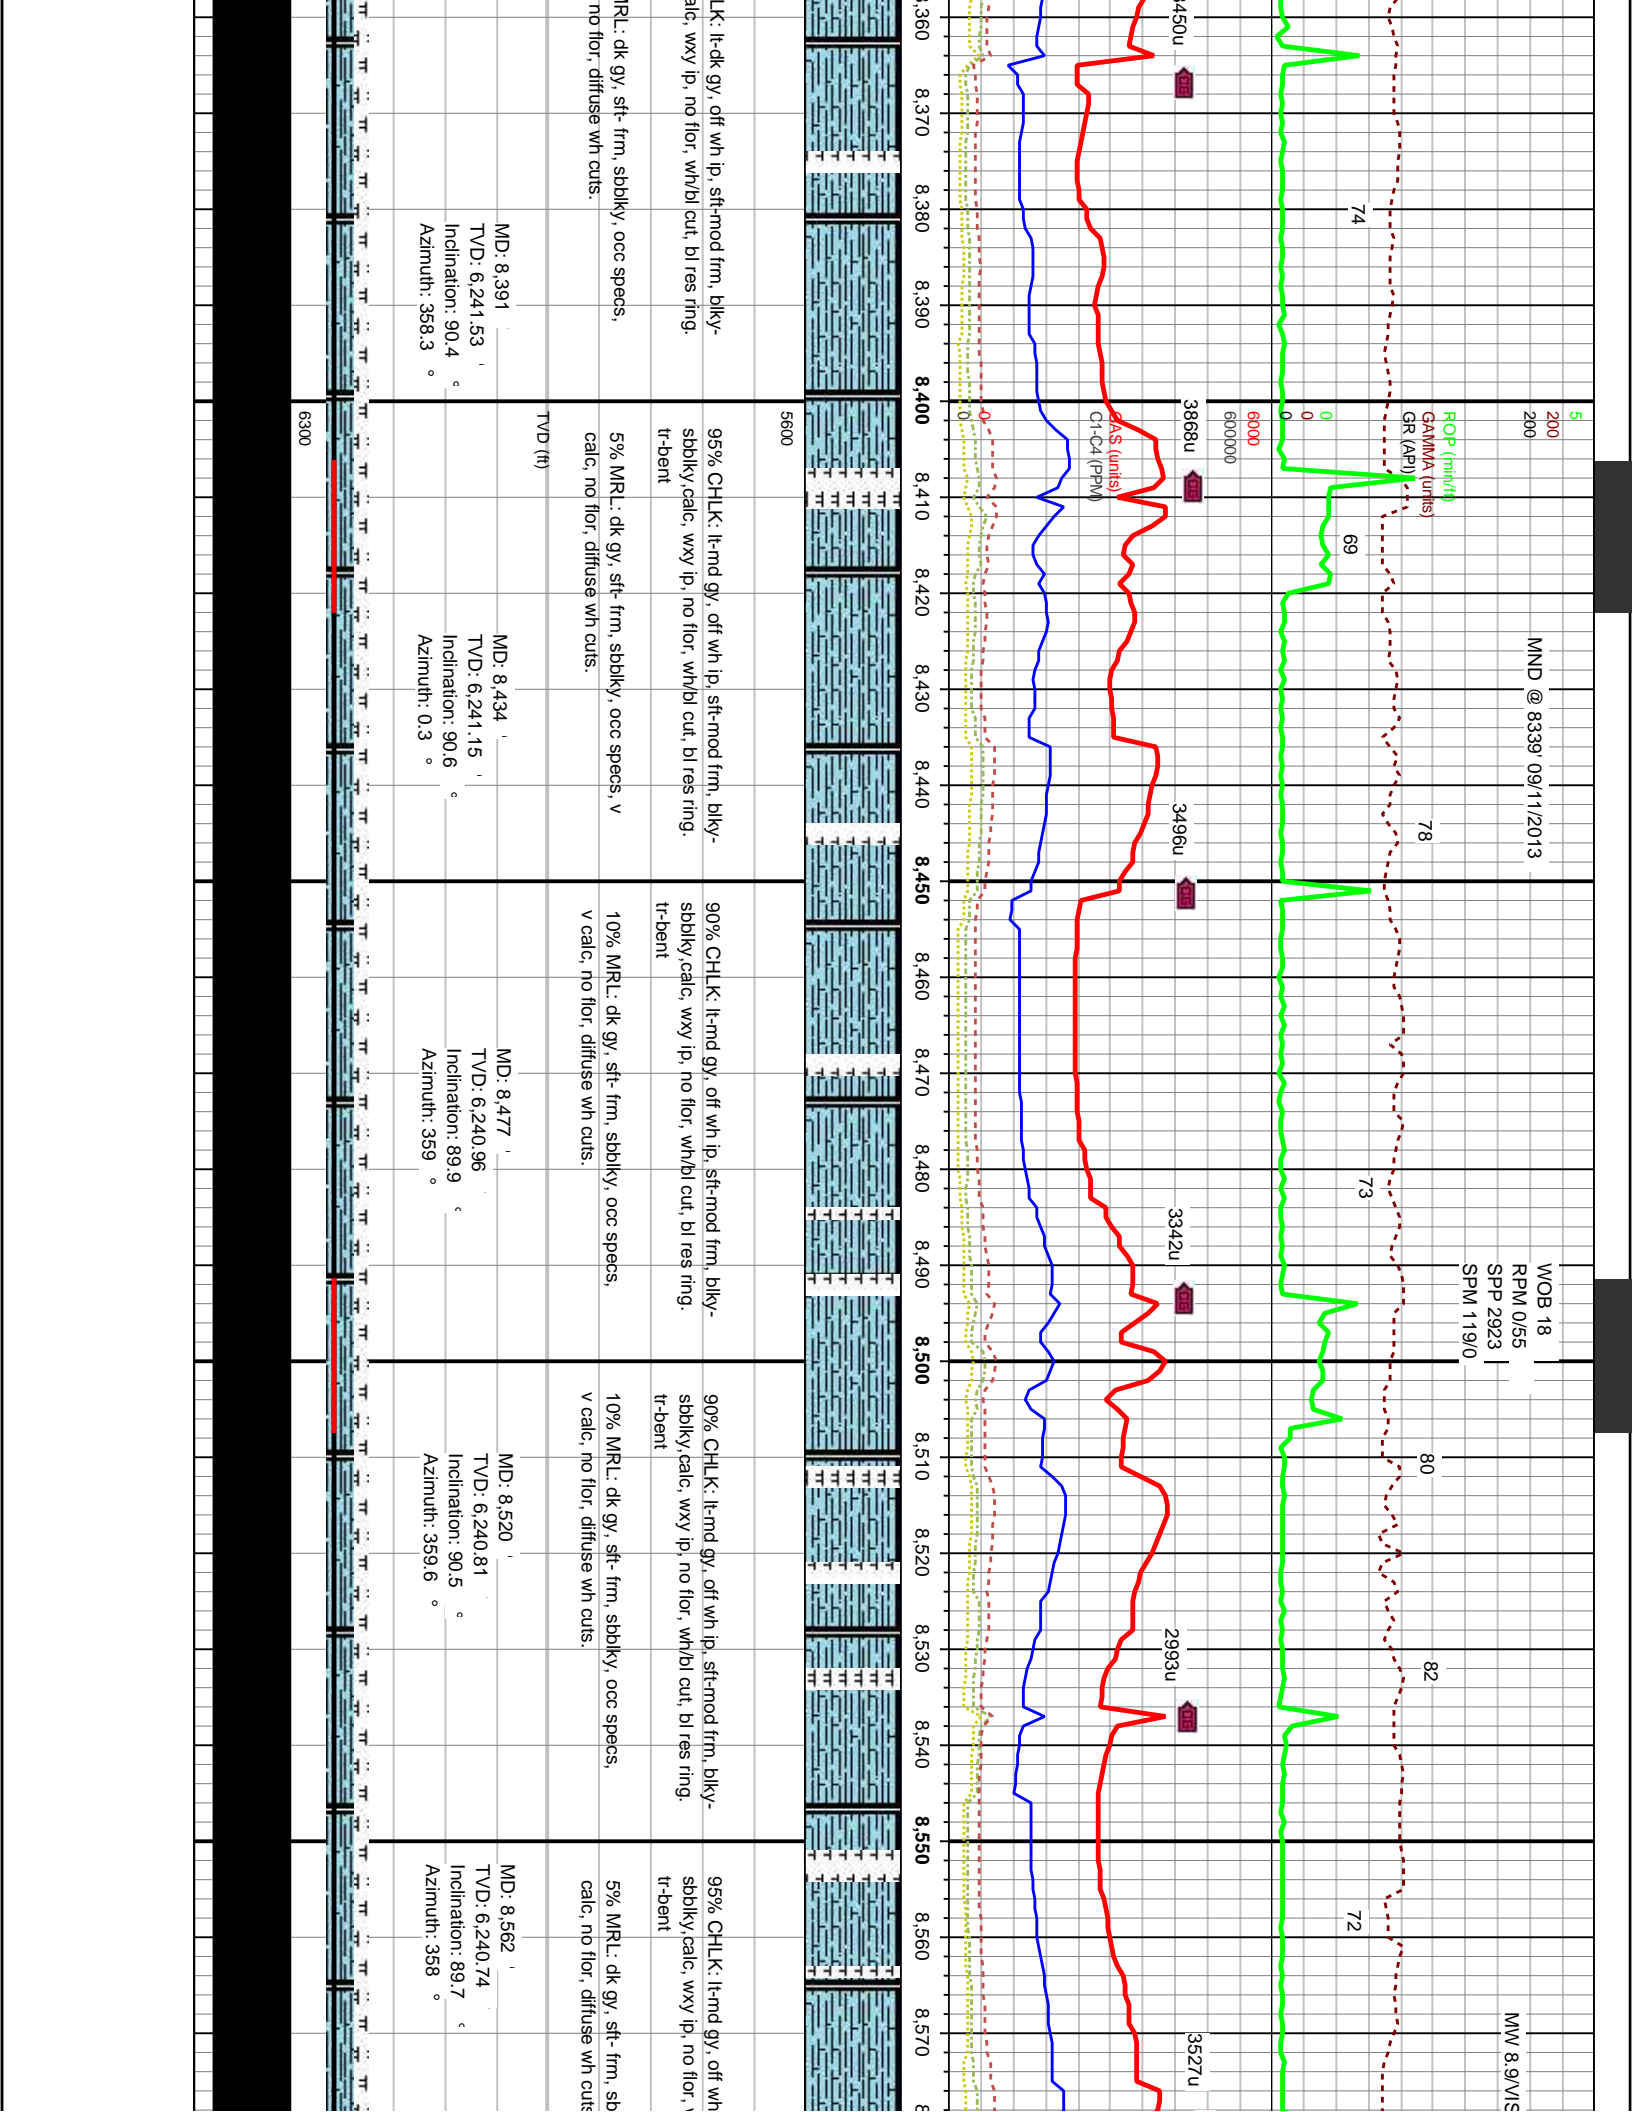 MW 8.9/VIS
WOB 18
RPM 0/55
SPP 2923
SPM 119/0
MND @ 8339' 09/11/2013
5
200
200
ROP (min/ft)
GAMMA (units)
GR (API)
0
0
0
74
69
78
73
80
82
72
6000
600000
GAS (units)
C1-C4 (PPM)
0
0
3450u
3868u
3496u
3342u
2993u
3527u
8,360
8,370
8,380
8,390
8,400
8,410
8,420
8,430
8,440
8,450
8,460
8,470
8,480
8,490
8,500
8,510
8,520
8,530
8,540
8,550
8,560
8,570
5600
TVD (ft)
6300
LK: lt-dk gy, off wh ip, sft-mod frm, blky-
alc, wxy ip, no flor, wh/bl cut, bl res ring.
MRL: dk gy, sft- frm, sbblky, occ specs,
no flor, diffuse wh cuts.
MD: 8,391 '
TVD: 6,241.53 '
Inclination: 90.4 °
Azimuth: 358.3 °
95% CHLK: lt-md gy, off wh ip, sft-mod frm, blky-
sbblky,calc, wxy ip, no flor, wh/bl cut, bl res ring.
tr-bent
5% MRL: dk gy, sft- frm, sbblky, occ specs, v
calc, no flor, diffuse wh cuts.
MD: 8,434 '
TVD: 6,241.15 '
Inclination: 90.6 °
Azimuth: 0.3 °
90% CHLK: lt-md gy, off wh ip, sft-mod frm, blky-
sbblky,calc, wxy ip, no flor, wh/bl cut, bl res ring.
tr-bent
10% MRL: dk gy, sft- frm, sbblky, occ specs,
v calc, no flor, diffuse wh cuts.
MD: 8,477 '
TVD: 6,240.96 '
Inclination: 89.9 °
Azimuth: 359 °
90% CHLK: lt-md gy, off wh ip, sft-mod frm, blky-
sbblky,calc, wxy ip, no flor, wh/bl cut, bl res ring.
tr-bent
10% MRL: dk gy, sft- frm, sbblky, occ specs,
v calc, no flor, diffuse wh cuts.
MD: 8,520 '
TVD: 6,240.81 '
Inclination: 90.5 °
Azimuth: 359.6 °
95% CHLK: lt-md gy, off wh
sbblky,calc, wxy ip, no flor,
tr-bent
5% MRL: dk gy, sft- frm, sb
calc, no flor, diffuse wh cuts
MD: 8,562 '
TVD: 6,240.74 '
Inclination: 89.7 °
Azimuth: 358 °